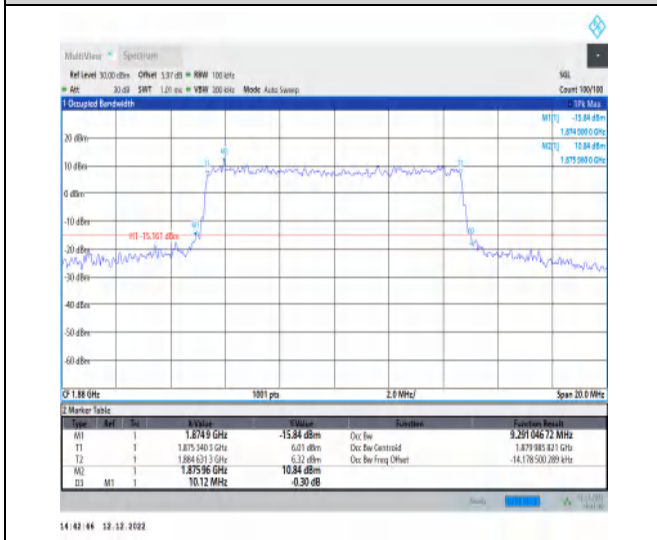 MultiView Spectrum
Ref Level 30.00 dBm Offset 5.97 dB RBW 100 kHz SGL
Att 30 dB SWT 1.01 ms VBW 300 kHz Mode Auto Sweep Count 100/100
1 Occupied Bandwidth 1Pk Max
M1[1] -15.84 dBm
1.874 900 0 GHz
M2[1] 10.84 dBm
1.875 960 0 GHz
20 dBm
M2
10 dBm
0 dBm
-10 dBm
M1
H1 -15.161 dBm
-20 dBm
-30 dBm
-40 dBm
-50 dBm
-60 dBm
CF 1.88 GHz 1001 pts 2.0 MHz/ Span 20.0 MHz
2 Marker Table
Type Ref Trc X-Value Y-Value Function Function Result
M1 1 1.8749 GHz -15.84 dBm Occ Bw 9.291 046 72 MHz
T1 1 1.875 340 3 GHz 6.01 dBm Occ Bw Centroid 1.879 985 821 GHz
T2 1 1.884 631 3 GHz 6.32 dBm Occ Bw Freq Offset -14.178 500 289 kHz
M2 1 1.87596 GHz 10.84 dBm
D3 M1 1 10.12 MHz -0.30 dB
Ready
14:42:46 12.12.2022